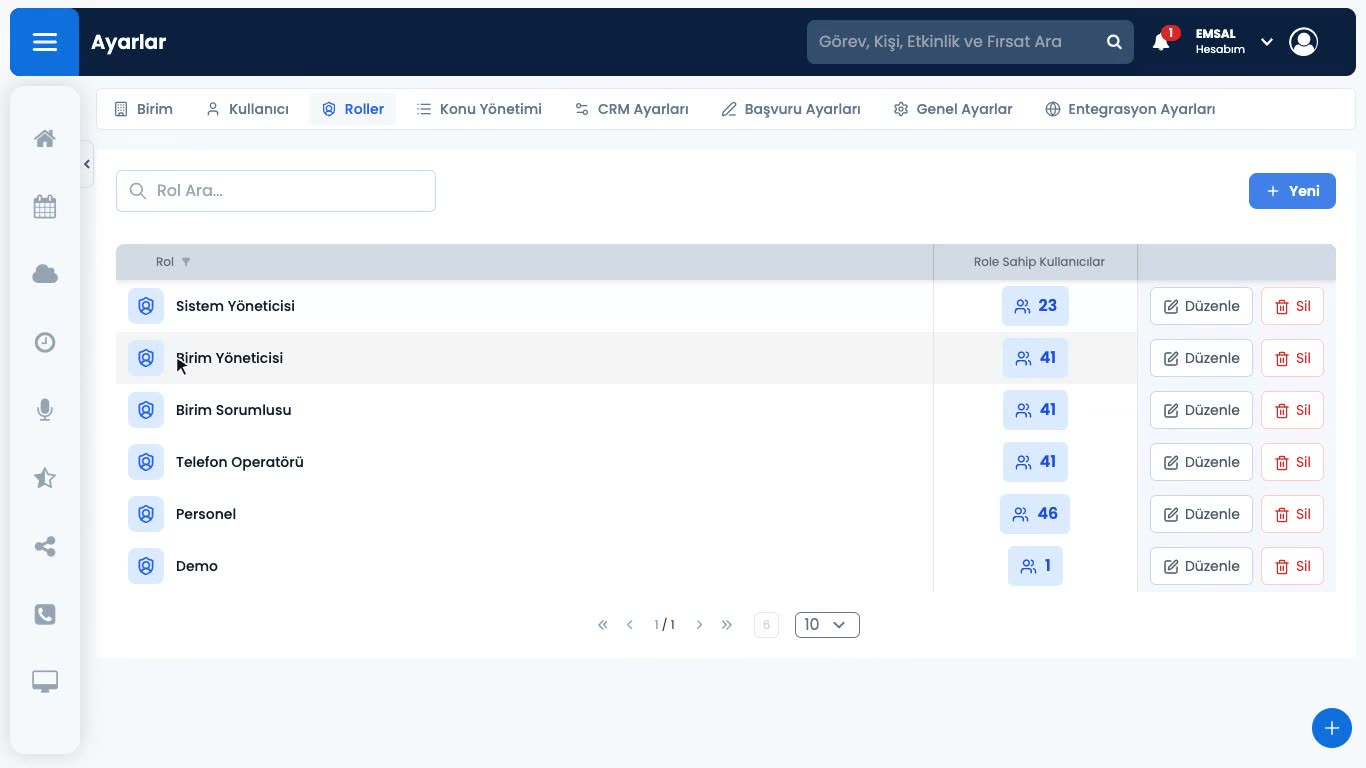 Ayarlar
Görev, Kişi, Etkinlik ve Fırsat Ara
1
EMSAL
Hesabım
Birim
Kullanıcı
Roller
Konu Yönetimi
CRM Ayarları
Başvuru Ayarları
Genel Ayarlar
Entegrasyon Ayarları
Rol Ara...
Yeni
Rol
Role Sahip Kullanıcılar
Sistem Yöneticisi 23 Düzenle Sil
Birim Yöneticisi 41 Düzenle Sil
Birim Sorumlusu 41 Düzenle Sil
Telefon Operatörü 41 Düzenle Sil
Personel 46 Düzenle Sil
Demo 1 Düzenle Sil
1 / 1 6 10